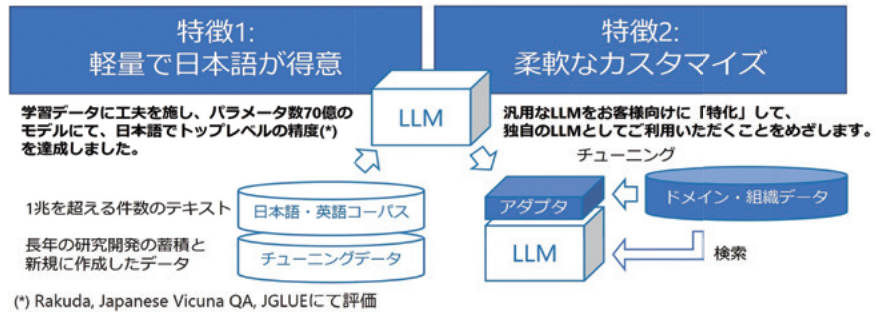 特徴1:
軽量で日本語が得意
学習データに工夫を施し、パラメータ数70億の
モデルにて、日本語でトップレベルの精度(*)
を達成しました。
LLM
1兆を超える件数のテキスト
日本語・英語コーパス
長年の研究開発の蓄積と
新規に作成したデータ
チューニングデータ
(*) Rakuda, Japanese Vicuna QA, JGLUEにて評価
特徴2:
柔軟なカスタマイズ
汎用なLLMをお客様向けに「特化」して、
独自のLLMとしてご利用いただくことをめざします。
チューニング
アダプタ
ドメイン・組織データ
LLM
検索